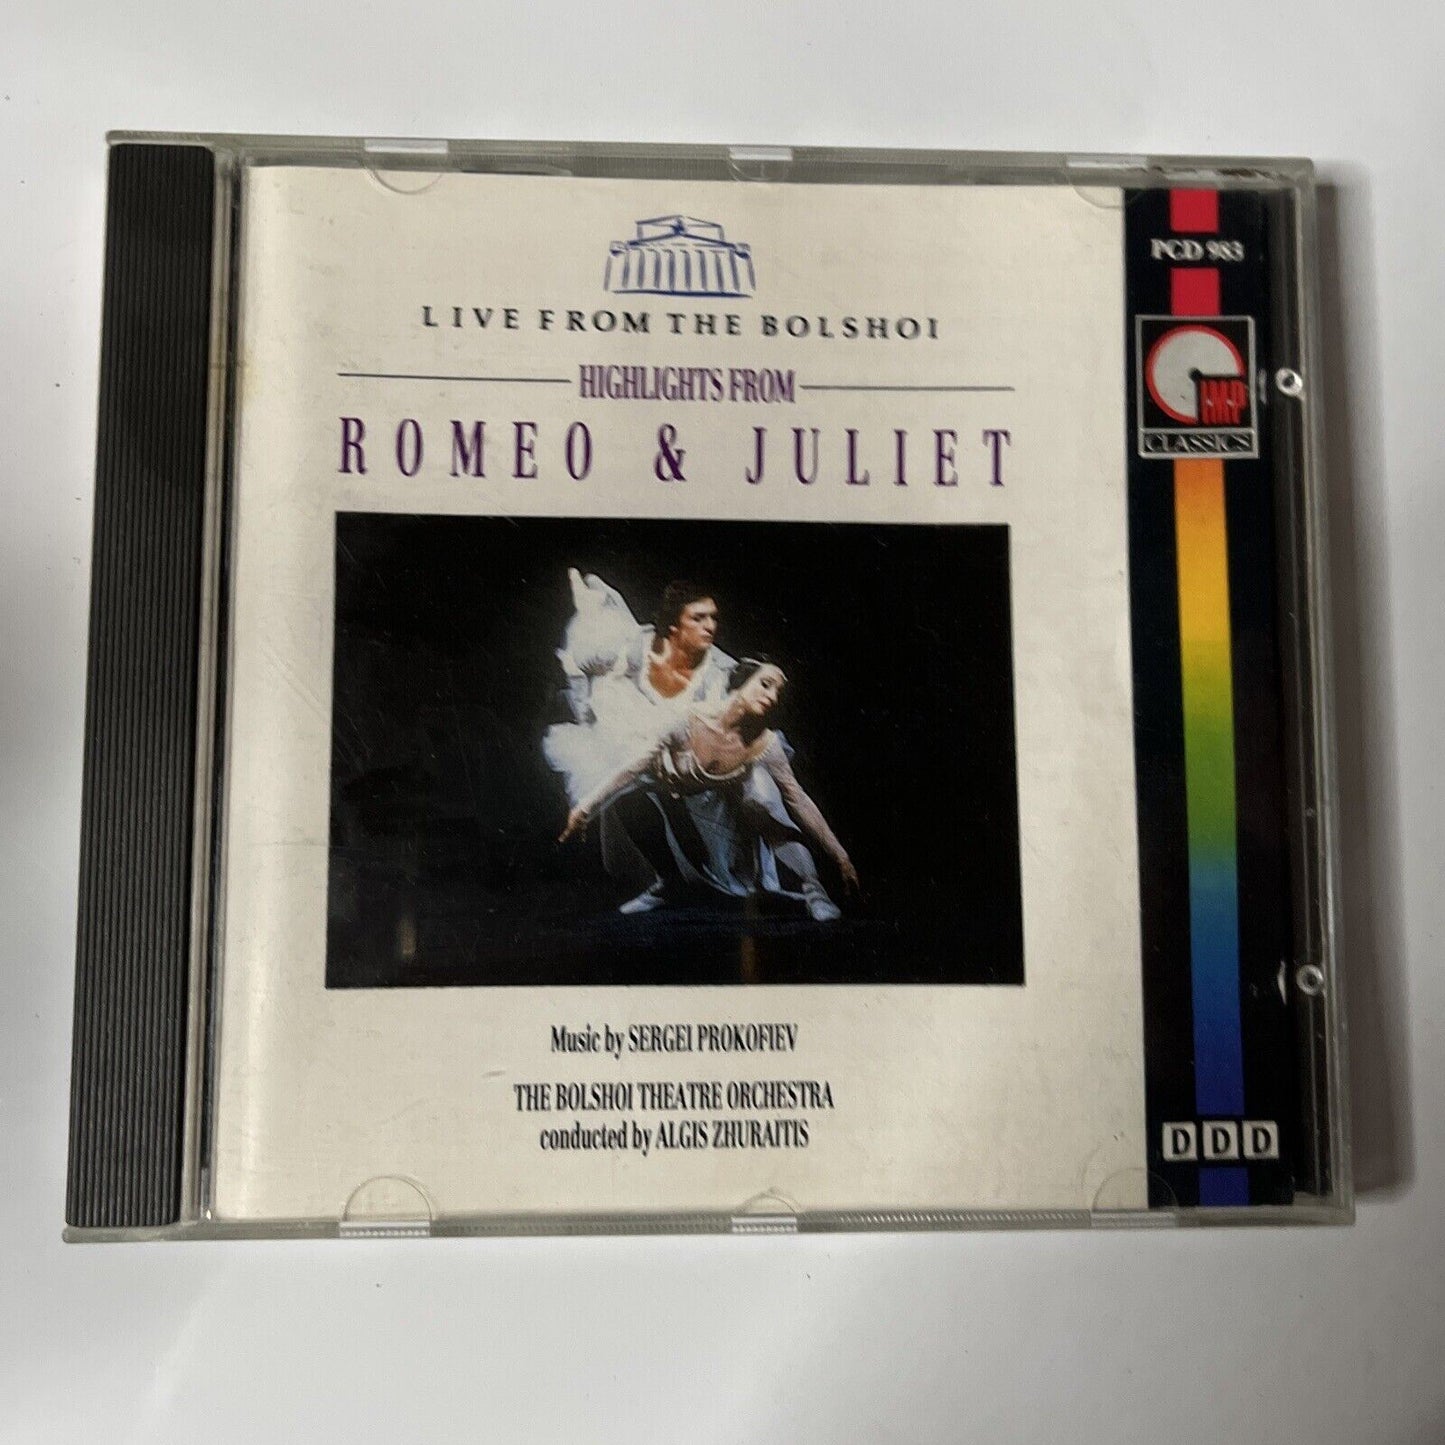 LIVE FROM THE BOLSHOI
HIGHLIGHTS FROM
ROMEO & JULIET
Music by SERGEI PROKOFIEV
THE BOLSHOI THEATRE ORCHESTRA
conducted by ALGIS ZHURAITIS
PCD 983
IMP
CLASSICS
D D D